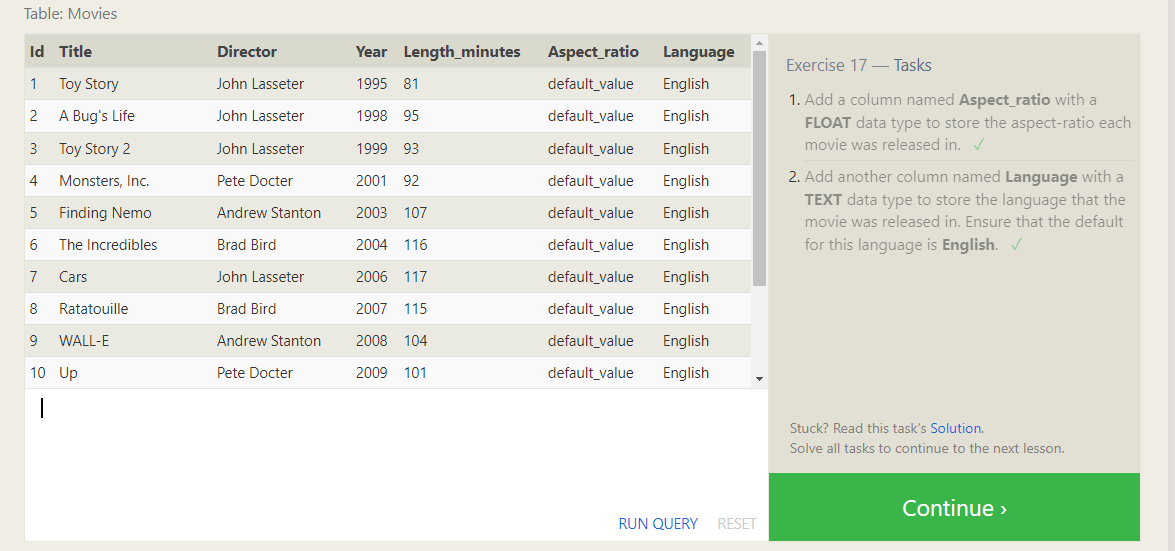 Table: Movies
Id Title Director Year Length_minutes Aspect_ratio Language
1 Toy Story John Lasseter 1995 81 default_value English
2 A Bug's Life John Lasseter 1998 95 default_value English
3 Toy Story 2 John Lasseter 1999 93 default_value English
4 Monsters, Inc. Pete Docter 2001 92 default_value English
5 Finding Nemo Andrew Stanton 2003 107 default_value English
6 The Incredibles Brad Bird 2004 116 default_value English
7 Cars John Lasseter 2006 117 default_value English
8 Ratatouille Brad Bird 2007 115 default_value English
9 WALL-E Andrew Stanton 2008 104 default_value English
10 Up Pete Docter 2009 101 default_value English
RUN QUERY RESET
Exercise 17 — Tasks
1. Add a column named Aspect_ratio with a
FLOAT data type to store the aspect-ratio each
movie was released in. ✓
2. Add another column named Language with a
TEXT data type to store the language that the
movie was released in. Ensure that the default
for this language is English. ✓
Stuck? Read this task's Solution.
Solve all tasks to continue to the next lesson.
Continue ›